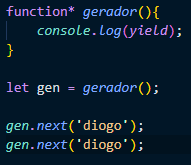 function* gerador(){
    console.log(yield);
}
let gen = gerador();
gen.next('diogo');
gen.next('diogo');